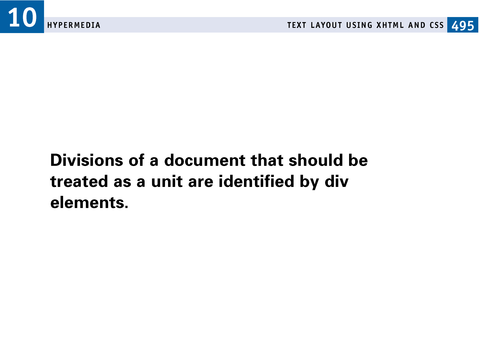 10
HYPERMEDIA
TEXT LAYOUT USING XHTML AND CSS 495
Divisions of a document that should be
treated as a unit are identified by div
elements.